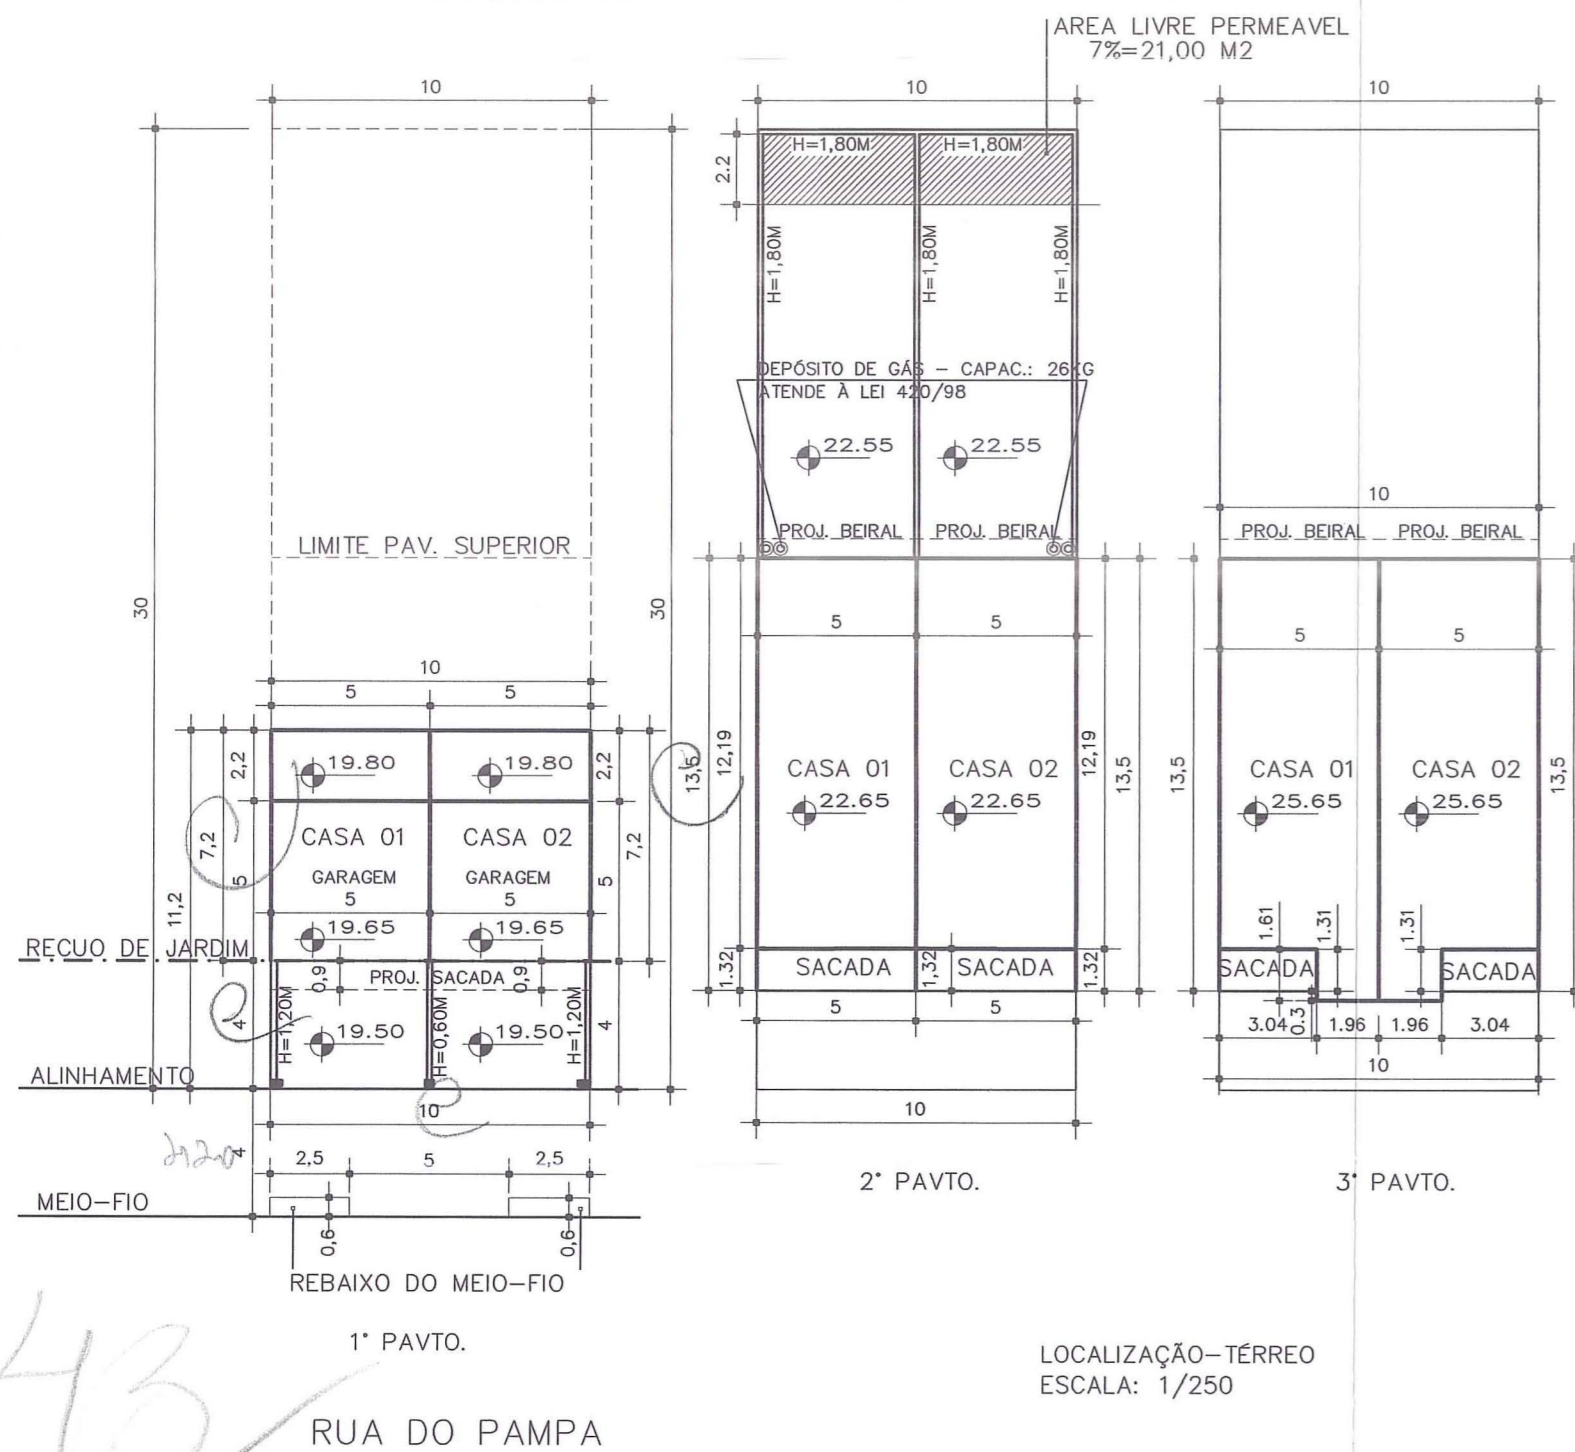 AREA LIVRE PERMEAVEL
7%=21,00 M2
10
30
30
LIMITE PAV. SUPERIOR
10
5 5
2,2
19.80 19.80
2,2
7,2
11,2
5
CASA 01 CASA 02
GARAGEM GARAGEM
5 5
7,2
5
19.65 19.65
RECUO DE JARDIM
0,9
PROJ. SACADA
0,9
H=1,20M
H=0,60M
H=1,20M
4
19.50 19.50
4
ALINHAMENTO
10
4
2,5 5 2,5
MEIO-FIO
0,6
0,6
REBAIXO DO MEIO-FIO
1° PAVTO.
RUA DO PAMPA
10
2.2
H=1,80M H=1,80M
H=1,80M
H=1,80M
H=1,80M
DEPÓSITO DE GÁS - CAPAC.: 26KG
ATENDE À LEI 420/98
22.55 22.55
PROJ. BEIRAL PROJ. BEIRAL
5 5
13,5
12,19
12,19
13,5
CASA 01 CASA 02
22.65 22.65
1.32
SACADA
1,32
SACADA
1.32
5 5
10
2° PAVTO.
10
10
PROJ. BEIRAL PROJ. BEIRAL
5 5
13,5
13,5
CASA 01 CASA 02
25.65 25.65
1.61
1.31
1.31
SACADA SACADA
3.04
0.3
1.96 1.96 3.04
10
3° PAVTO.
LOCALIZAÇÃO-TÉRREO
ESCALA: 1/250